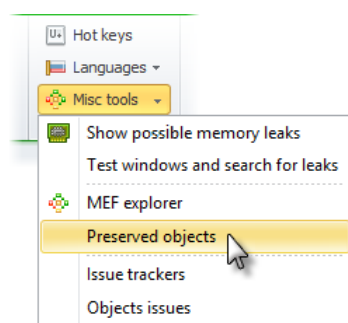 U+ Hot keys
Languages
Misc tools
Show possible memory leaks
Test windows and search for leaks
MEF explorer
Preserved objects
Issue trackers
Objects issues